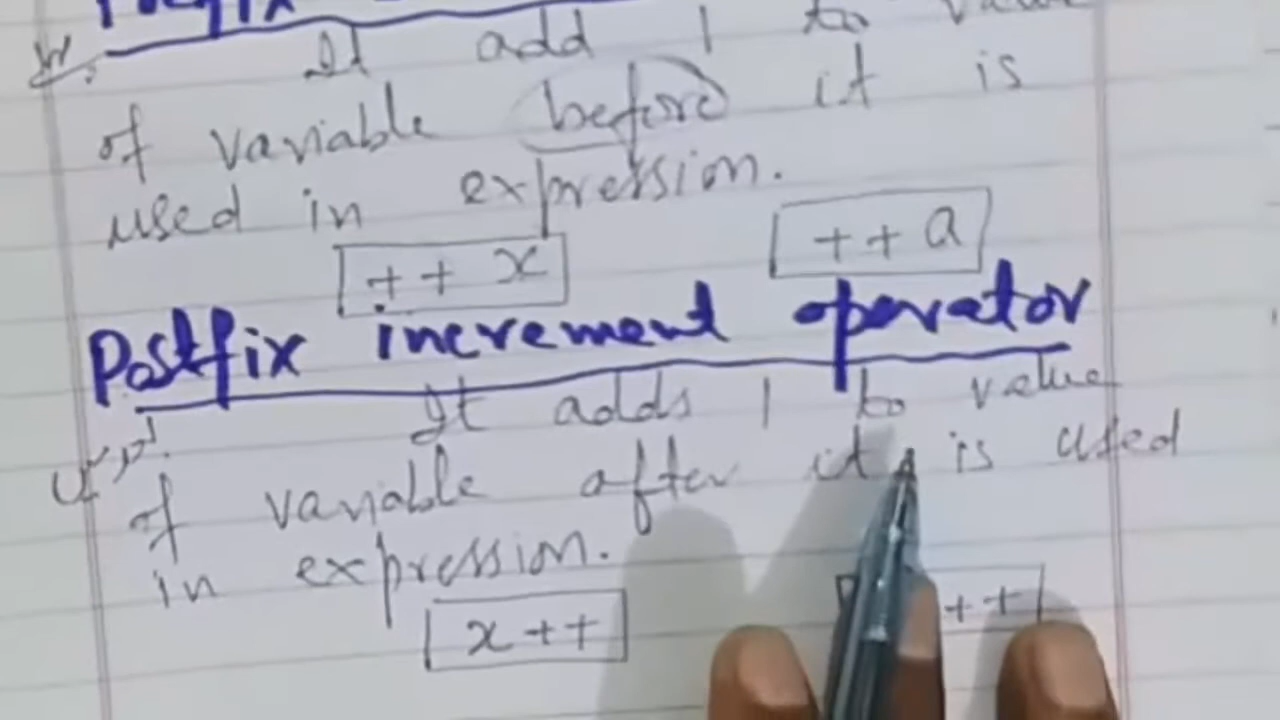 It add 1 to value
of variable before it is
used in expression.
++ x ++ a
Postfix increment operator
It adds 1 to value
of variable after it is used
in expression.
x++ ++